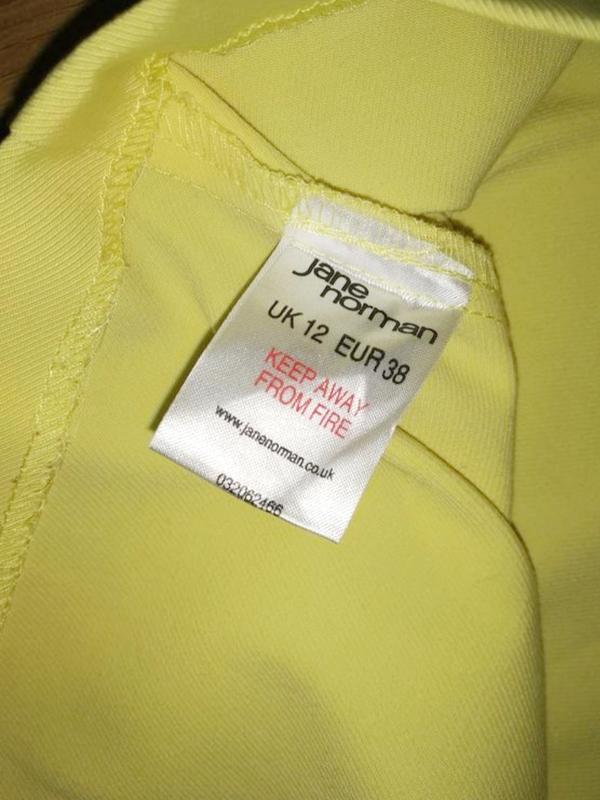 jane
norman
UK 12 EUR 38
KEEP AWAY
FROM FIRE
www.janenorman.co.uk
032062466